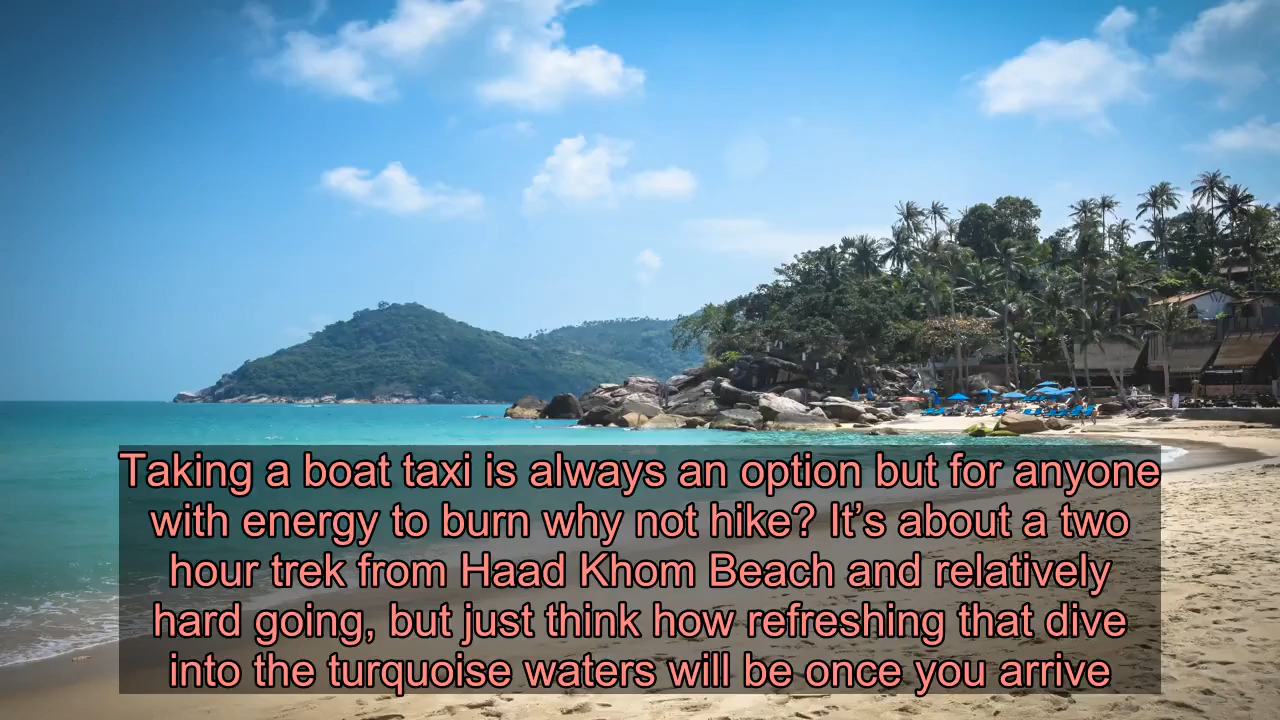 Taking a boat taxi is always an option but for anyone
with energy to burn why not hike? It’s about a two
hour trek from Haad Khom Beach and relatively
hard going, but just think how refreshing that dive
into the turquoise waters will be once you arrive